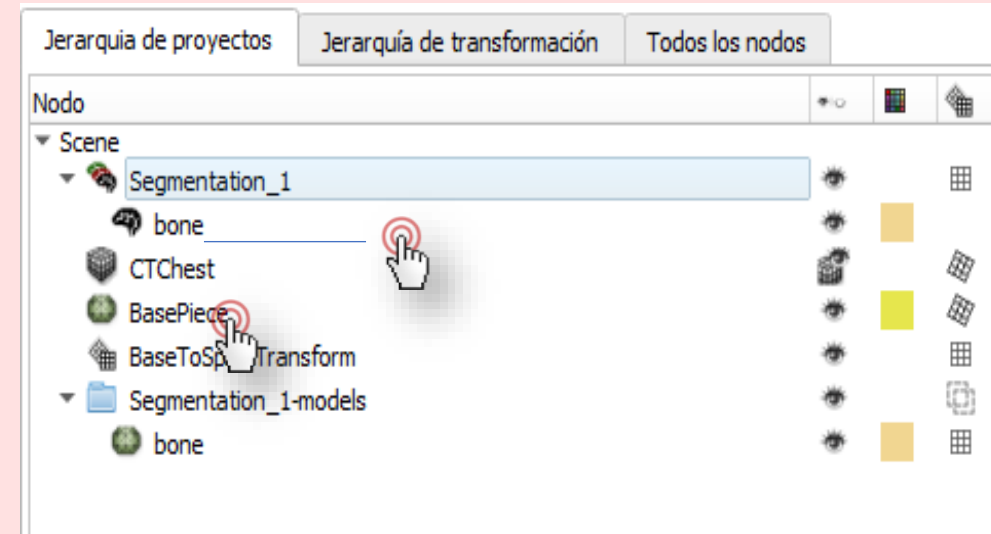 Jerarquia de proyectos Jerarquía de transformación Todos los nodos
Nodo
Scene
Segmentation_1
bone
CTChest
BasePiece
Transform
Segmentation_1-models
bone